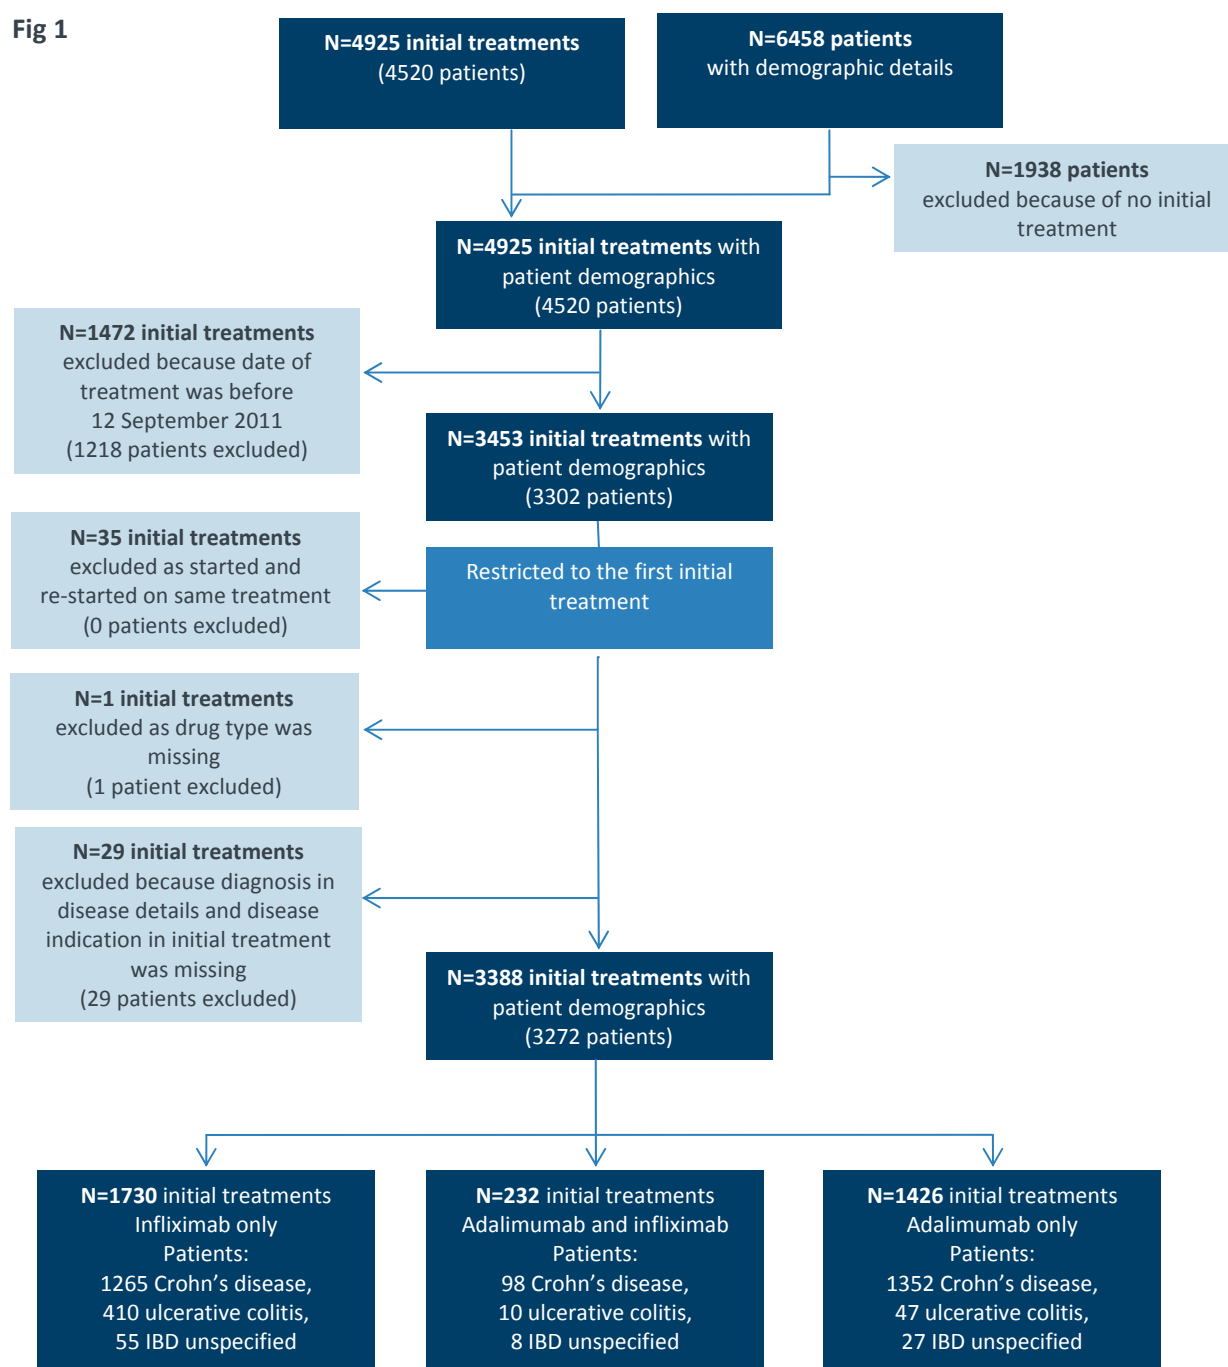 Fig 1
N=4925 initial treatments
(4520 patients)
N=6458 patients
with demographic details
N=1938 patients
excluded because of no initial
treatment
N=4925 initial treatments with
patient demographics
(4520 patients)
N=1472 initial treatments
excluded because date of
treatment was before
12 September 2011
(1218 patients excluded)
N=3453 initial treatments with
patient demographics
(3302 patients)
N=35 initial treatments
excluded as started and
re-started on same treatment
(0 patients excluded)
Restricted to the first initial
treatment
N=1 initial treatments
excluded as drug type was
missing
(1 patient excluded)
N=29 initial treatments
excluded because diagnosis in
disease details and disease
indication in initial treatment
was missing
(29 patients excluded)
N=3388 initial treatments with
patient demographics
(3272 patients)
N=1730 initial treatments
Infliximab only
Patients:
1265 Crohn’s disease,
410 ulcerative colitis,
55 IBD unspecified
N=232 initial treatments
Adalimumab and infliximab
Patients:
98 Crohn’s disease,
10 ulcerative colitis,
8 IBD unspecified
N=1426 initial treatments
Adalimumab only
Patients:
1352 Crohn’s disease,
47 ulcerative colitis,
27 IBD unspecified